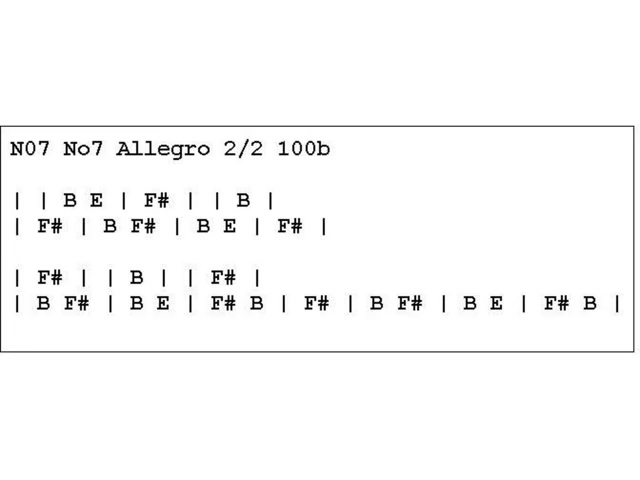 N07 No7 Allegro 2/2 100b
| | B E | F# | | B |
| F# | B F# | B E | F# |
| F# | | B | | F# |
| B F# | B E | F# B | F# | B F# | B E | F# B |